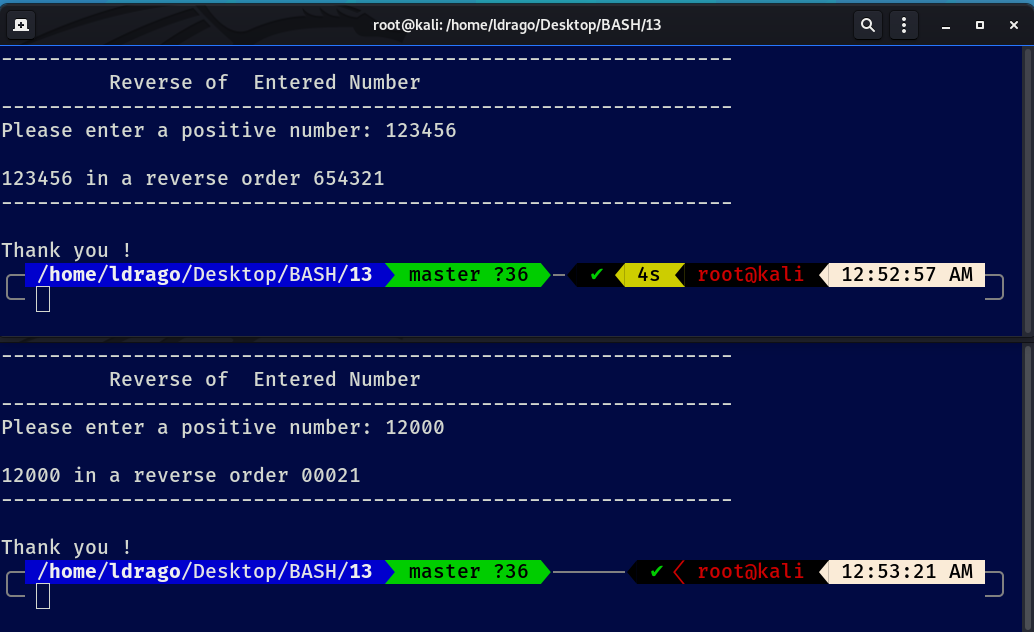 root@kali: /home/ldrago/Desktop/BASH/13
-------------------------------------------------------------
         Reverse of  Entered Number
-------------------------------------------------------------
Please enter a positive number: 123456
123456 in a reverse order 654321
-------------------------------------------------------------
Thank you !
/home/ldrago/Desktop/BASH/13 master ?36 ✔ 4s root@kali 12:52:57 AM
-------------------------------------------------------------
         Reverse of  Entered Number
-------------------------------------------------------------
Please enter a positive number: 12000
12000 in a reverse order 00021
-------------------------------------------------------------
Thank you !
/home/ldrago/Desktop/BASH/13 master ?36 ✔ root@kali 12:53:21 AM